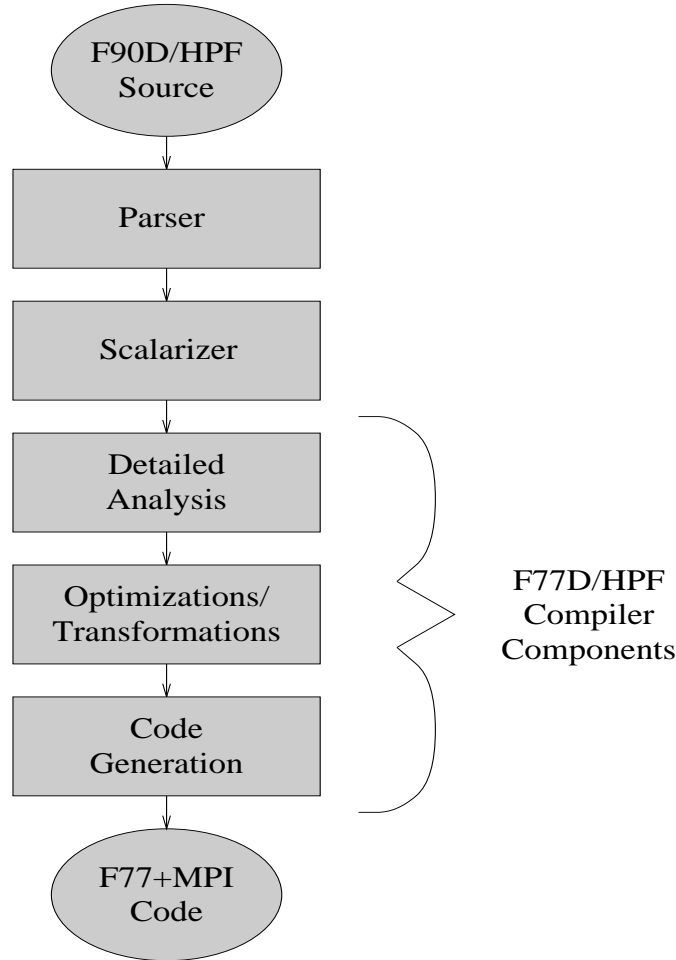 F90D/HPF
Source
Parser
Scalarizer
Detailed
Analysis
Optimizations/
Transformations
Code
Generation
F77+MPI
Code
F77D/HPF
Compiler
Components